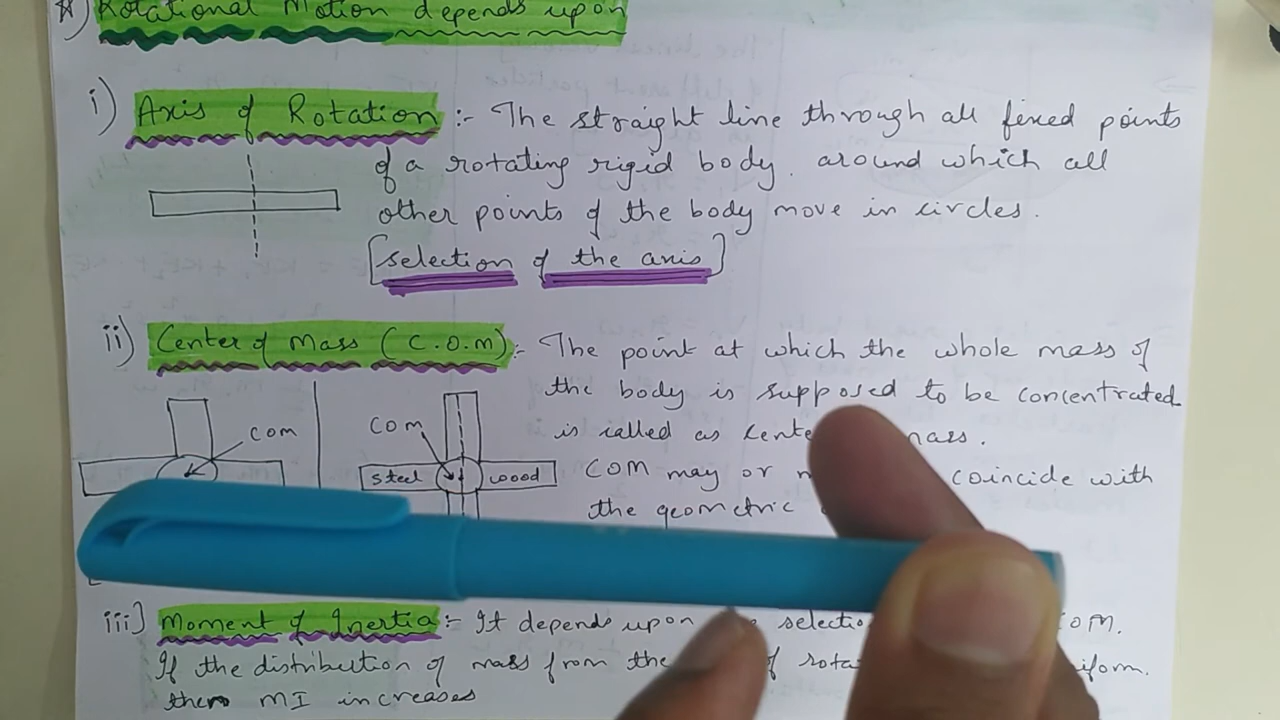 *) Rotational Motion depends upon
i) Axis of Rotation :- The straight line through all fixed points
of a rotating rigid body. around which all
other points of the body move in circles.
[selection of the axis]
ii) Center of Mass (C.O.M) :- The point at which the whole mass of
the body is supposed to be concentrated
is called as mass.
COM may or coincide with
the geometric
COM
COM
steel wood
iii] Moment of Inertia :- It depends upon COM.
If the distribution of mass from the of
then MI increases